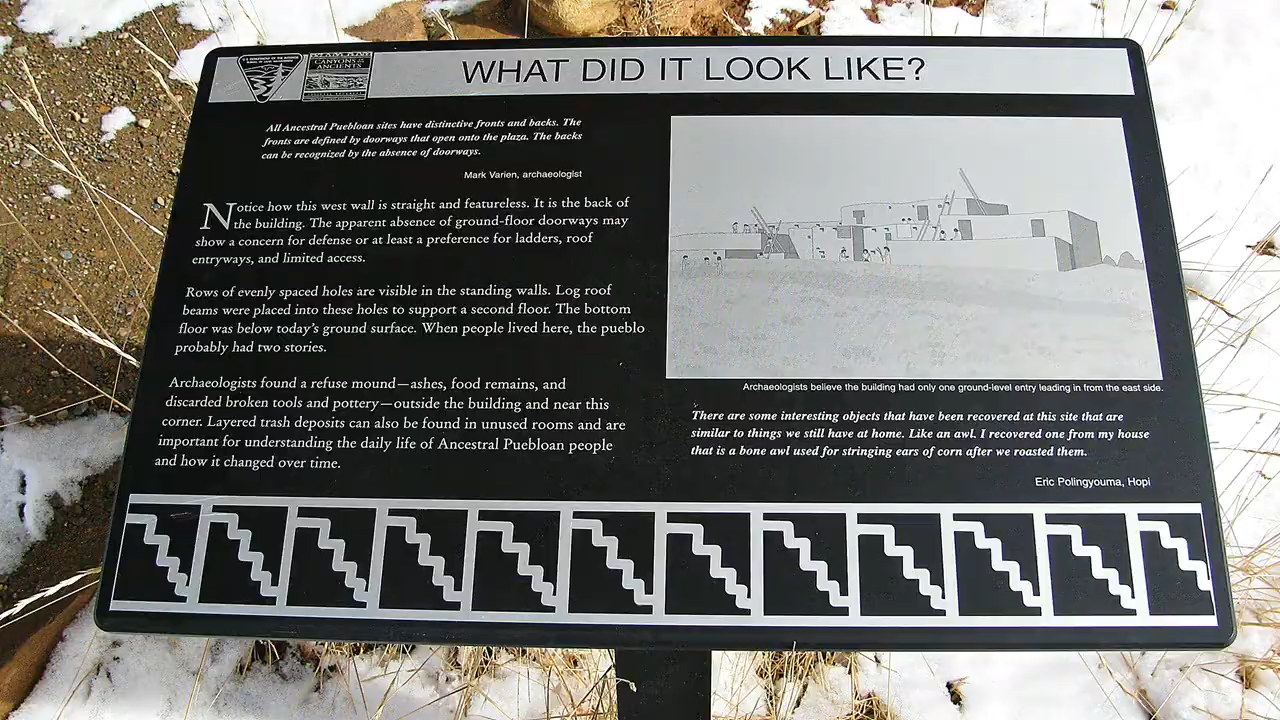 WHAT DID IT LOOK LIKE?
CANYONS OF THE
ANCIENTS
All Ancestral Puebloan sites have distinctive fronts and backs. The
fronts are defined by doorways that open onto the plaza. The backs
can be recognized by the absence of doorways.
Mark Varien, archaeologist
Notice how this west wall is straight and featureless. It is the back of
the building. The apparent absence of ground-floor doorways may
show a concern for defense or at least a preference for ladders, roof
entryways, and limited access.
Rows of evenly spaced holes are visible in the standing walls. Log roof
beams were placed into these holes to support a second floor. The bottom
floor was below today's ground surface. When people lived here, the pueblo
probably had two stories.
Archaeologists found a refuse mound—ashes, food remains, and
discarded broken tools and pottery—outside the building and near this
corner. Layered trash deposits can also be found in unused rooms and are
important for understanding the daily life of Ancestral Puebloan people
and how it changed over time.
Archaeologists believe the building had only one ground-level entry leading in from the east side.
There are some interesting objects that have been recovered at this site that are
similar to things we still have at home. Like an awl. I recovered one from my house
that is a bone awl used for stringing ears of corn after we roasted them.
Eric Polingyouma, Hopi